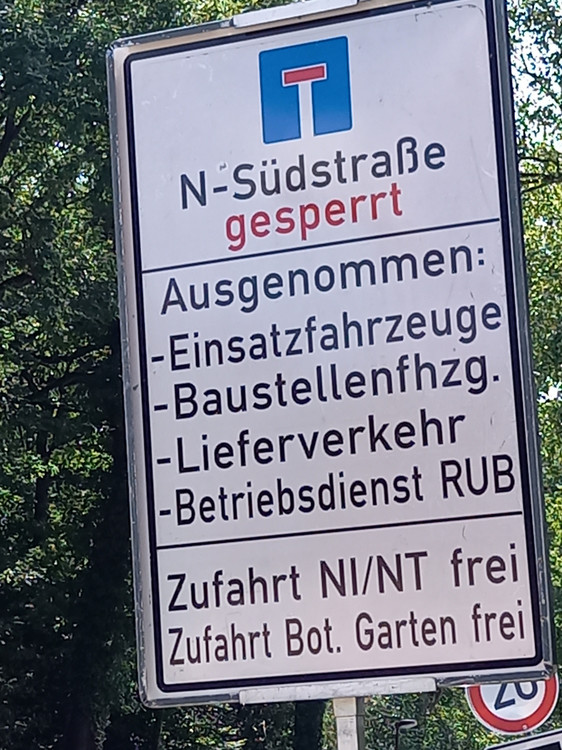 N-Südstraße
gesperrt
Ausgenommen:
-Einsatzfahrzeuge
-Baustellenfhzg.
-Lieferverkehr
-Betriebsdienst RUB
Zufahrt NI/NT frei
Zufahrt Bot. Garten frei
20